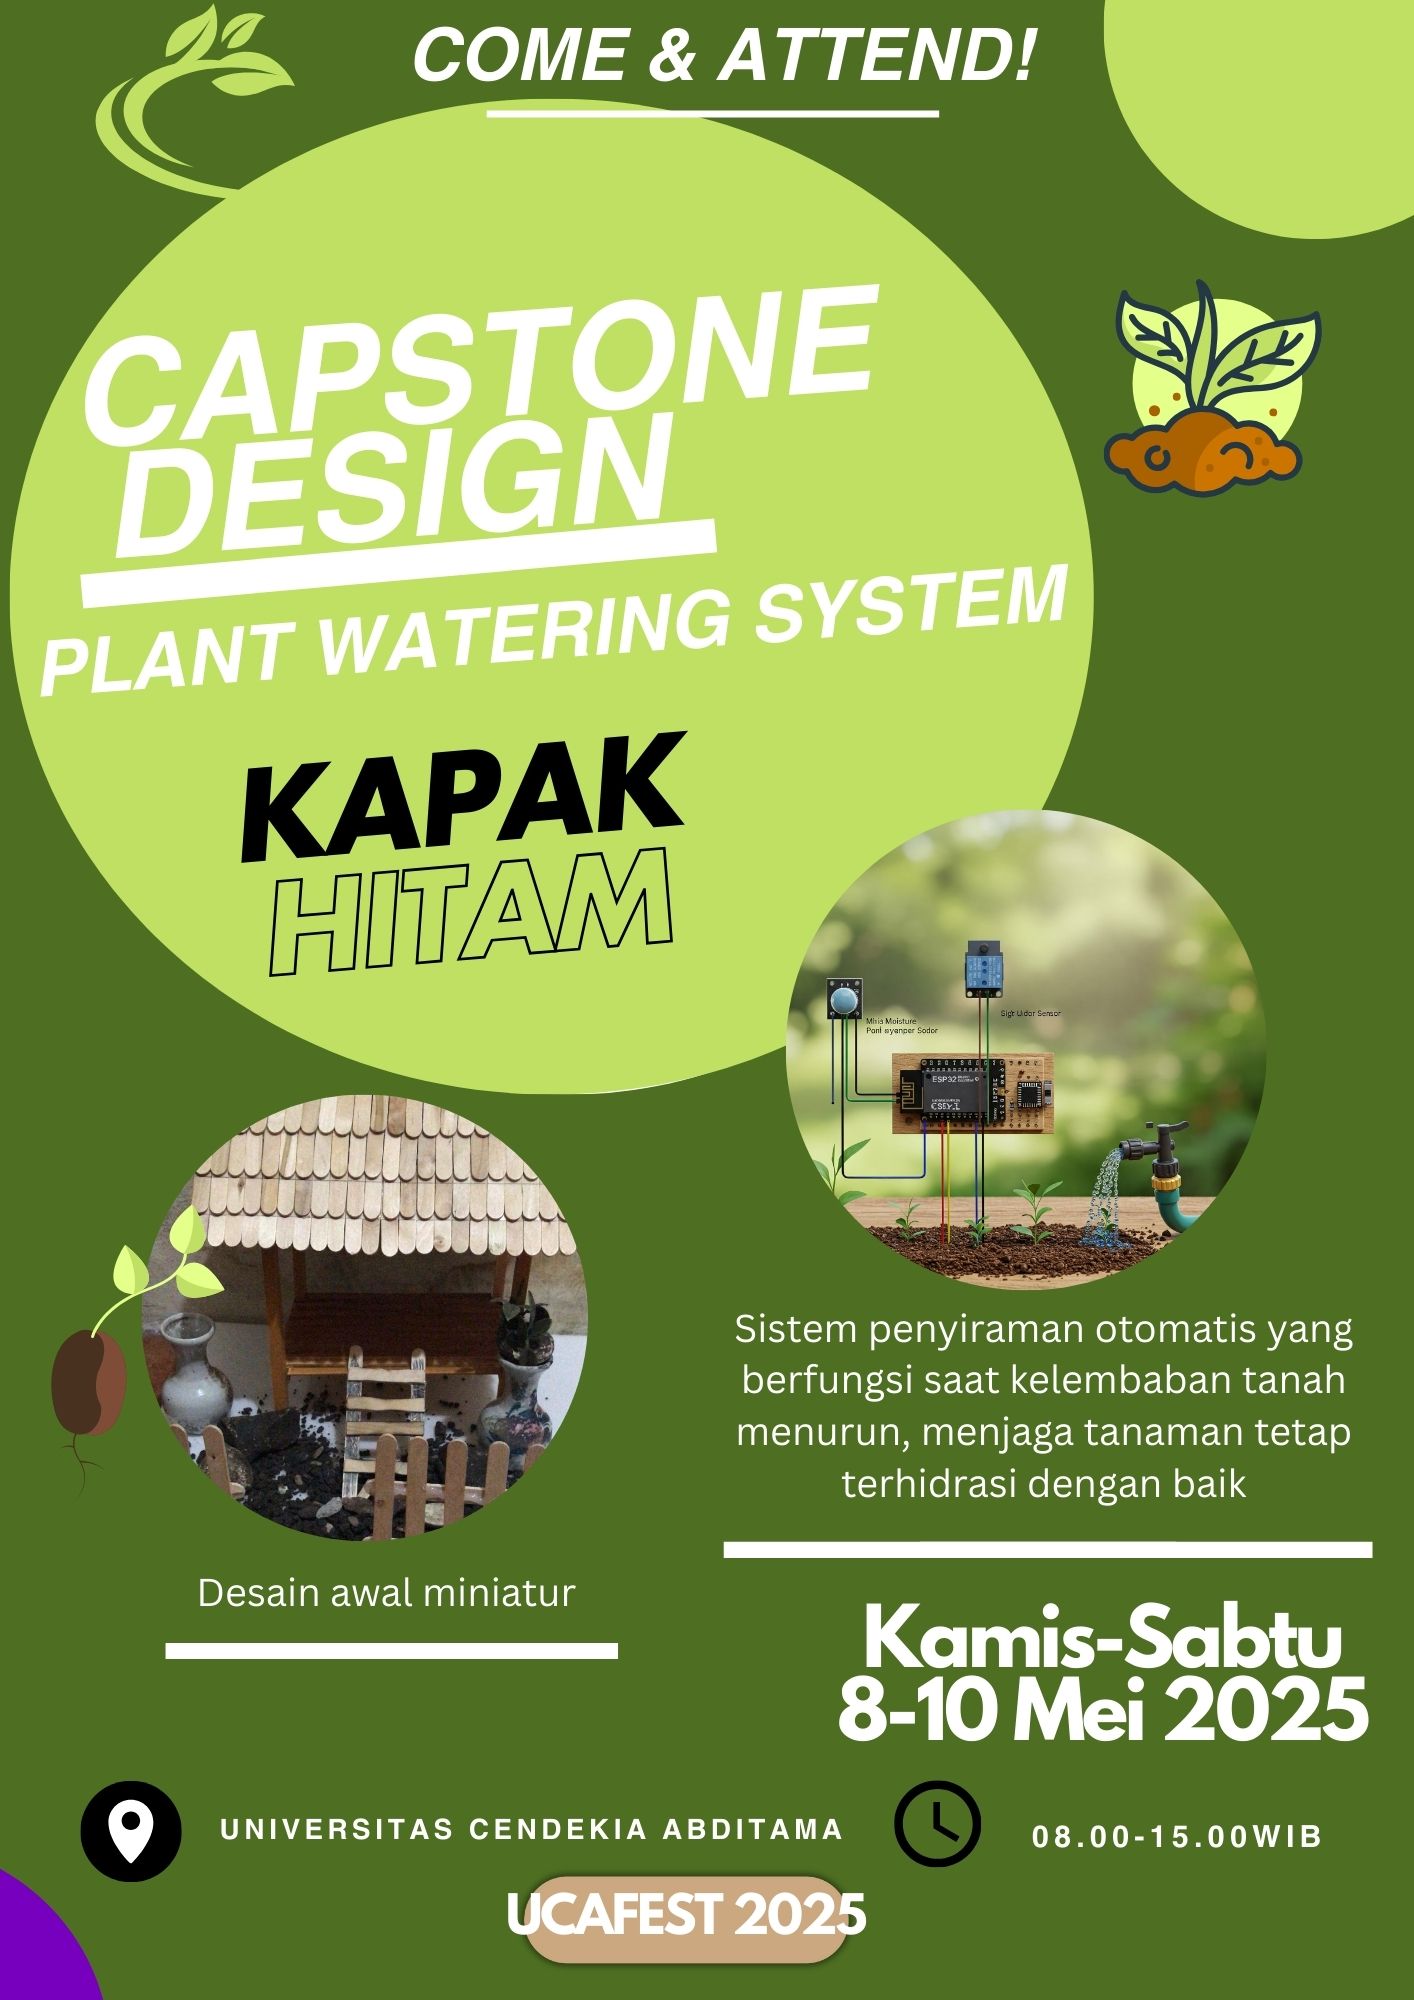 COME & ATTEND!
CAPSTONE
DESIGN
PLANT WATERING SYSTEM
KAPAK
HITAM
Moisture
Sensor
ESP32
Sistem penyiraman otomatis yang
berfungsi saat kelembaban tanah
menurun, menjaga tanaman tetap
terhidrasi dengan baik
Desain awal miniatur
Kamis-Sabtu
8-10 Mei 2025
UNIVERSITAS CENDEKIA ABDITAMA
08.00-15.00WIB
UCAFEST 2025